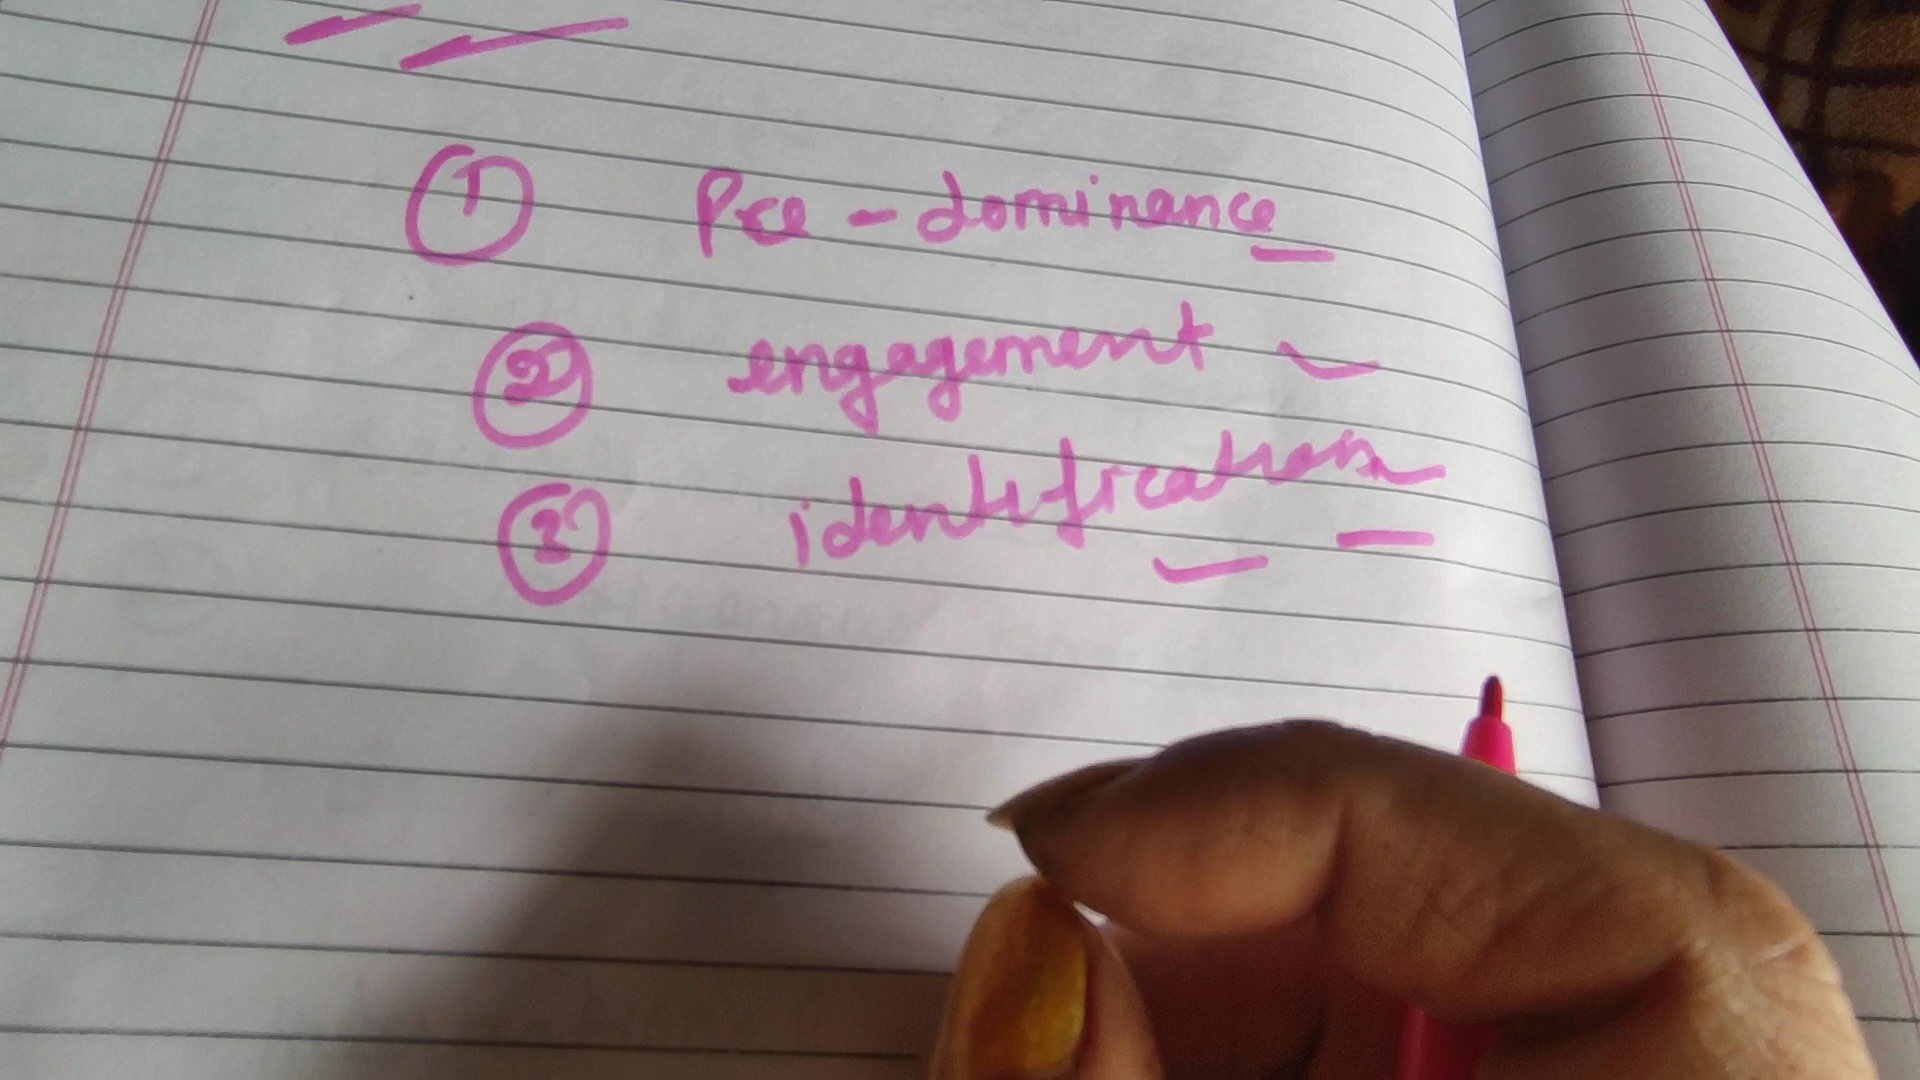 ① Pre-dominance
② engagement
③ identification